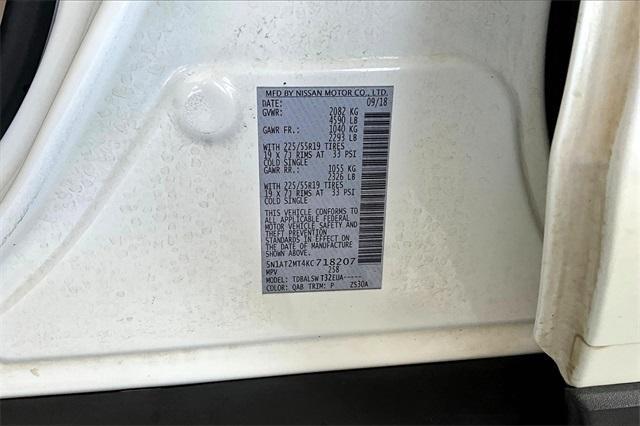 MFD BY NISSAN MOTOR CO., LTD.
DATE: 09/18
GVWR: 2082 KG
4590 LB
GAWR FR.: 1040 KG
2293 LB
WITH 225/55R19 TIRES
19 X 7J RIMS AT 33 PSI
COLD SINGLE
GAWR RR.: 1055 KG
2326 LB
WITH 225/55R19 TIRES
19 X 7J RIMS AT 33 PSI
COLD SINGLE
THIS VEHICLE CONFORMS TO
ALL APPLICABLE FEDERAL
MOTOR VEHICLE SAFETY AND
THEFT PREVENTION
STANDARDS IN EFFECT ON
THE DATE OF MANUFACTURE
SHOWN ABOVE.
5N1AT2MT4KC718207
MPV 258
MODEL: TDBALSW T32EUA-----
COLOR: QAB TRIM: P ZS30A